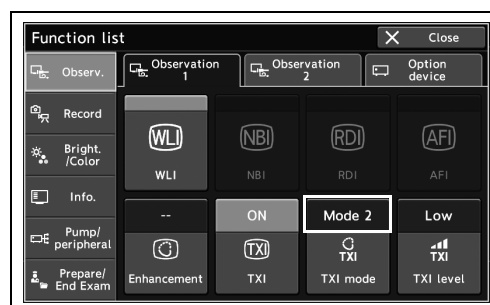 Function list
Close
Observ.
Observation
1
Observation
2
Option
device
Record
Bright.
/Color
Info.
Pump/
peripheral
Prepare/
End Exam
WLI
NBI
RDI
AFI
WLI
NBI
RDI
AFI
--
ON
Mode 2
Low
TXI
TXI
TXI
Enhancement
TXI
TXI mode
TXI level